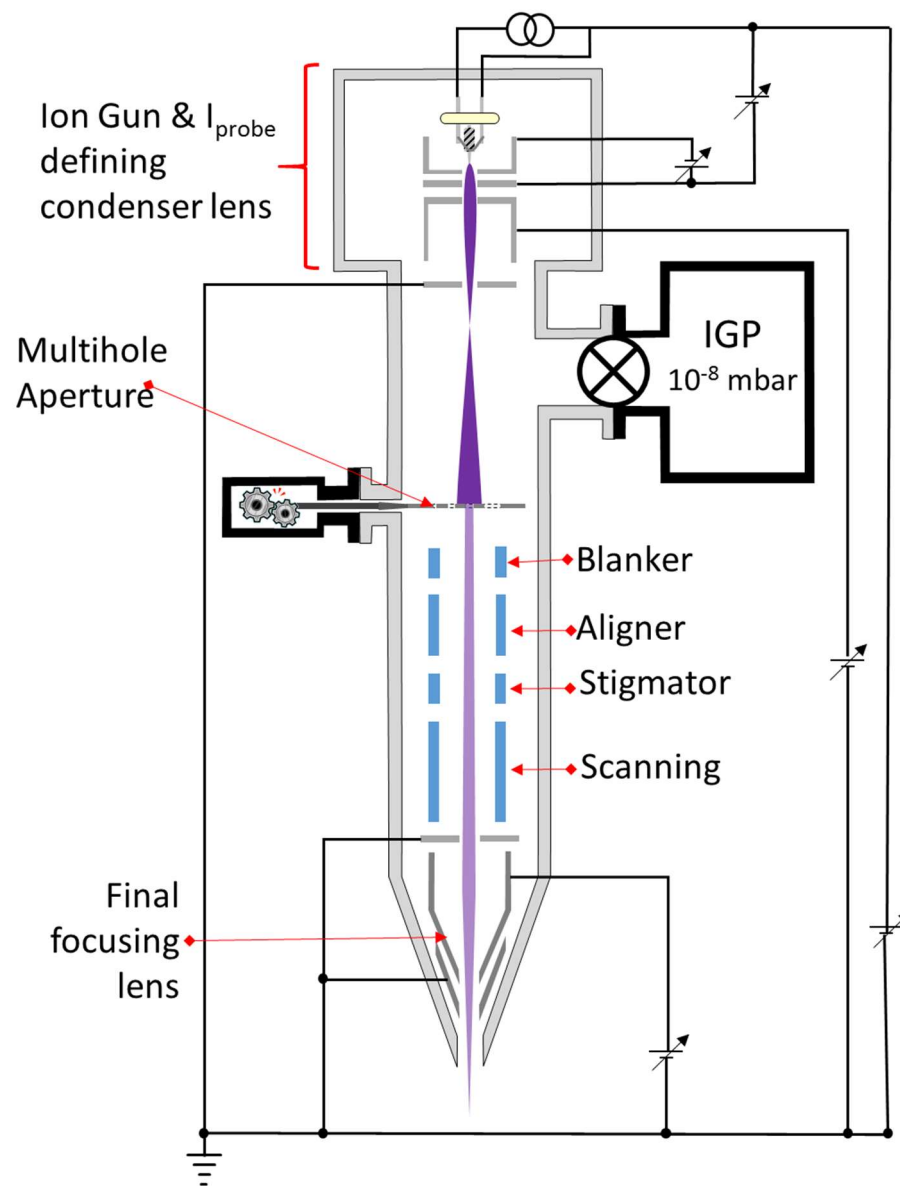 Ion Gun & Iprobe
defining
condenser lens
Multihole
Aperture
IGP
10-8 mbar
Blanker
Aligner
Stigmator
Scanning
Final
focusing
lens